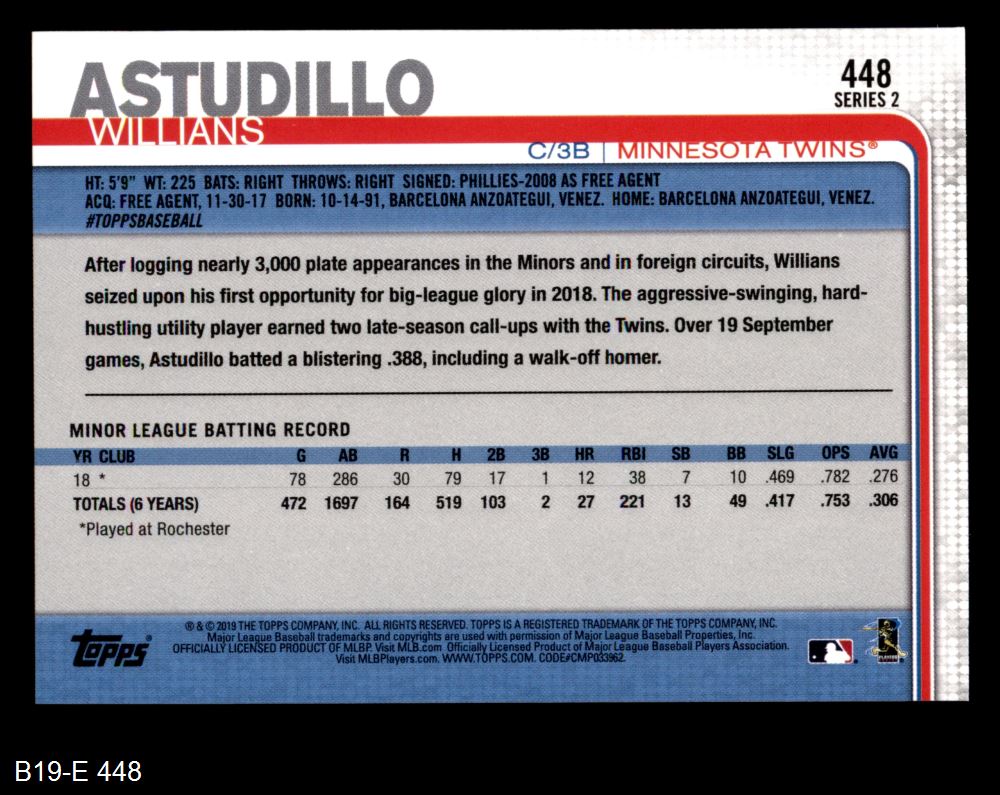 ASTUDILLO
WILLIANS
448
SERIES 2
C/3B | MINNESOTA TWINS®
HT: 5'9" WT: 225 BATS: RIGHT THROWS: RIGHT SIGNED: PHILLIES-2008 AS FREE AGENT
ACQ: FREE AGENT, 11-30-17 BORN: 10-14-91, BARCELONA ANZOATEGUI, VENEZ. HOME: BARCELONA ANZOATEGUI, VENEZ.
#TOPPSBASEBALL
After logging nearly 3,000 plate appearances in the Minors and in foreign circuits, Willians
seized upon his first opportunity for big-league glory in 2018. The aggressive-swinging, hard-
hustling utility player earned two late-season call-ups with the Twins. Over 19 September
games, Astudillo batted a blistering .388, including a walk-off homer.
MINOR LEAGUE BATTING RECORD
YR CLUB G AB R H 2B 3B HR RBI SB BB SLG OPS AVG
18 * 78 286 30 79 17 1 12 38 7 10 .469 .782 .276
TOTALS (6 YEARS) 472 1697 164 519 103 2 27 221 13 49 .417 .753 .306
*Played at Rochester
Topps®
® & © 2019 THE TOPPS COMPANY, INC. ALL RIGHTS RESERVED. TOPPS IS A REGISTERED TRADEMARK OF THE TOPPS COMPANY, INC.
Major League Baseball trademarks and copyrights are used with permission of Major League Baseball Properties, Inc.
OFFICIALLY LICENSED PRODUCT OF MLBP. Visit MLB.com Officially Licensed Product of Major League Baseball Players Association.
Visit MLBPlayers.com. WWW.TOPPS.COM. CODE#CMP033962.
PLAYERS
B19-E 448